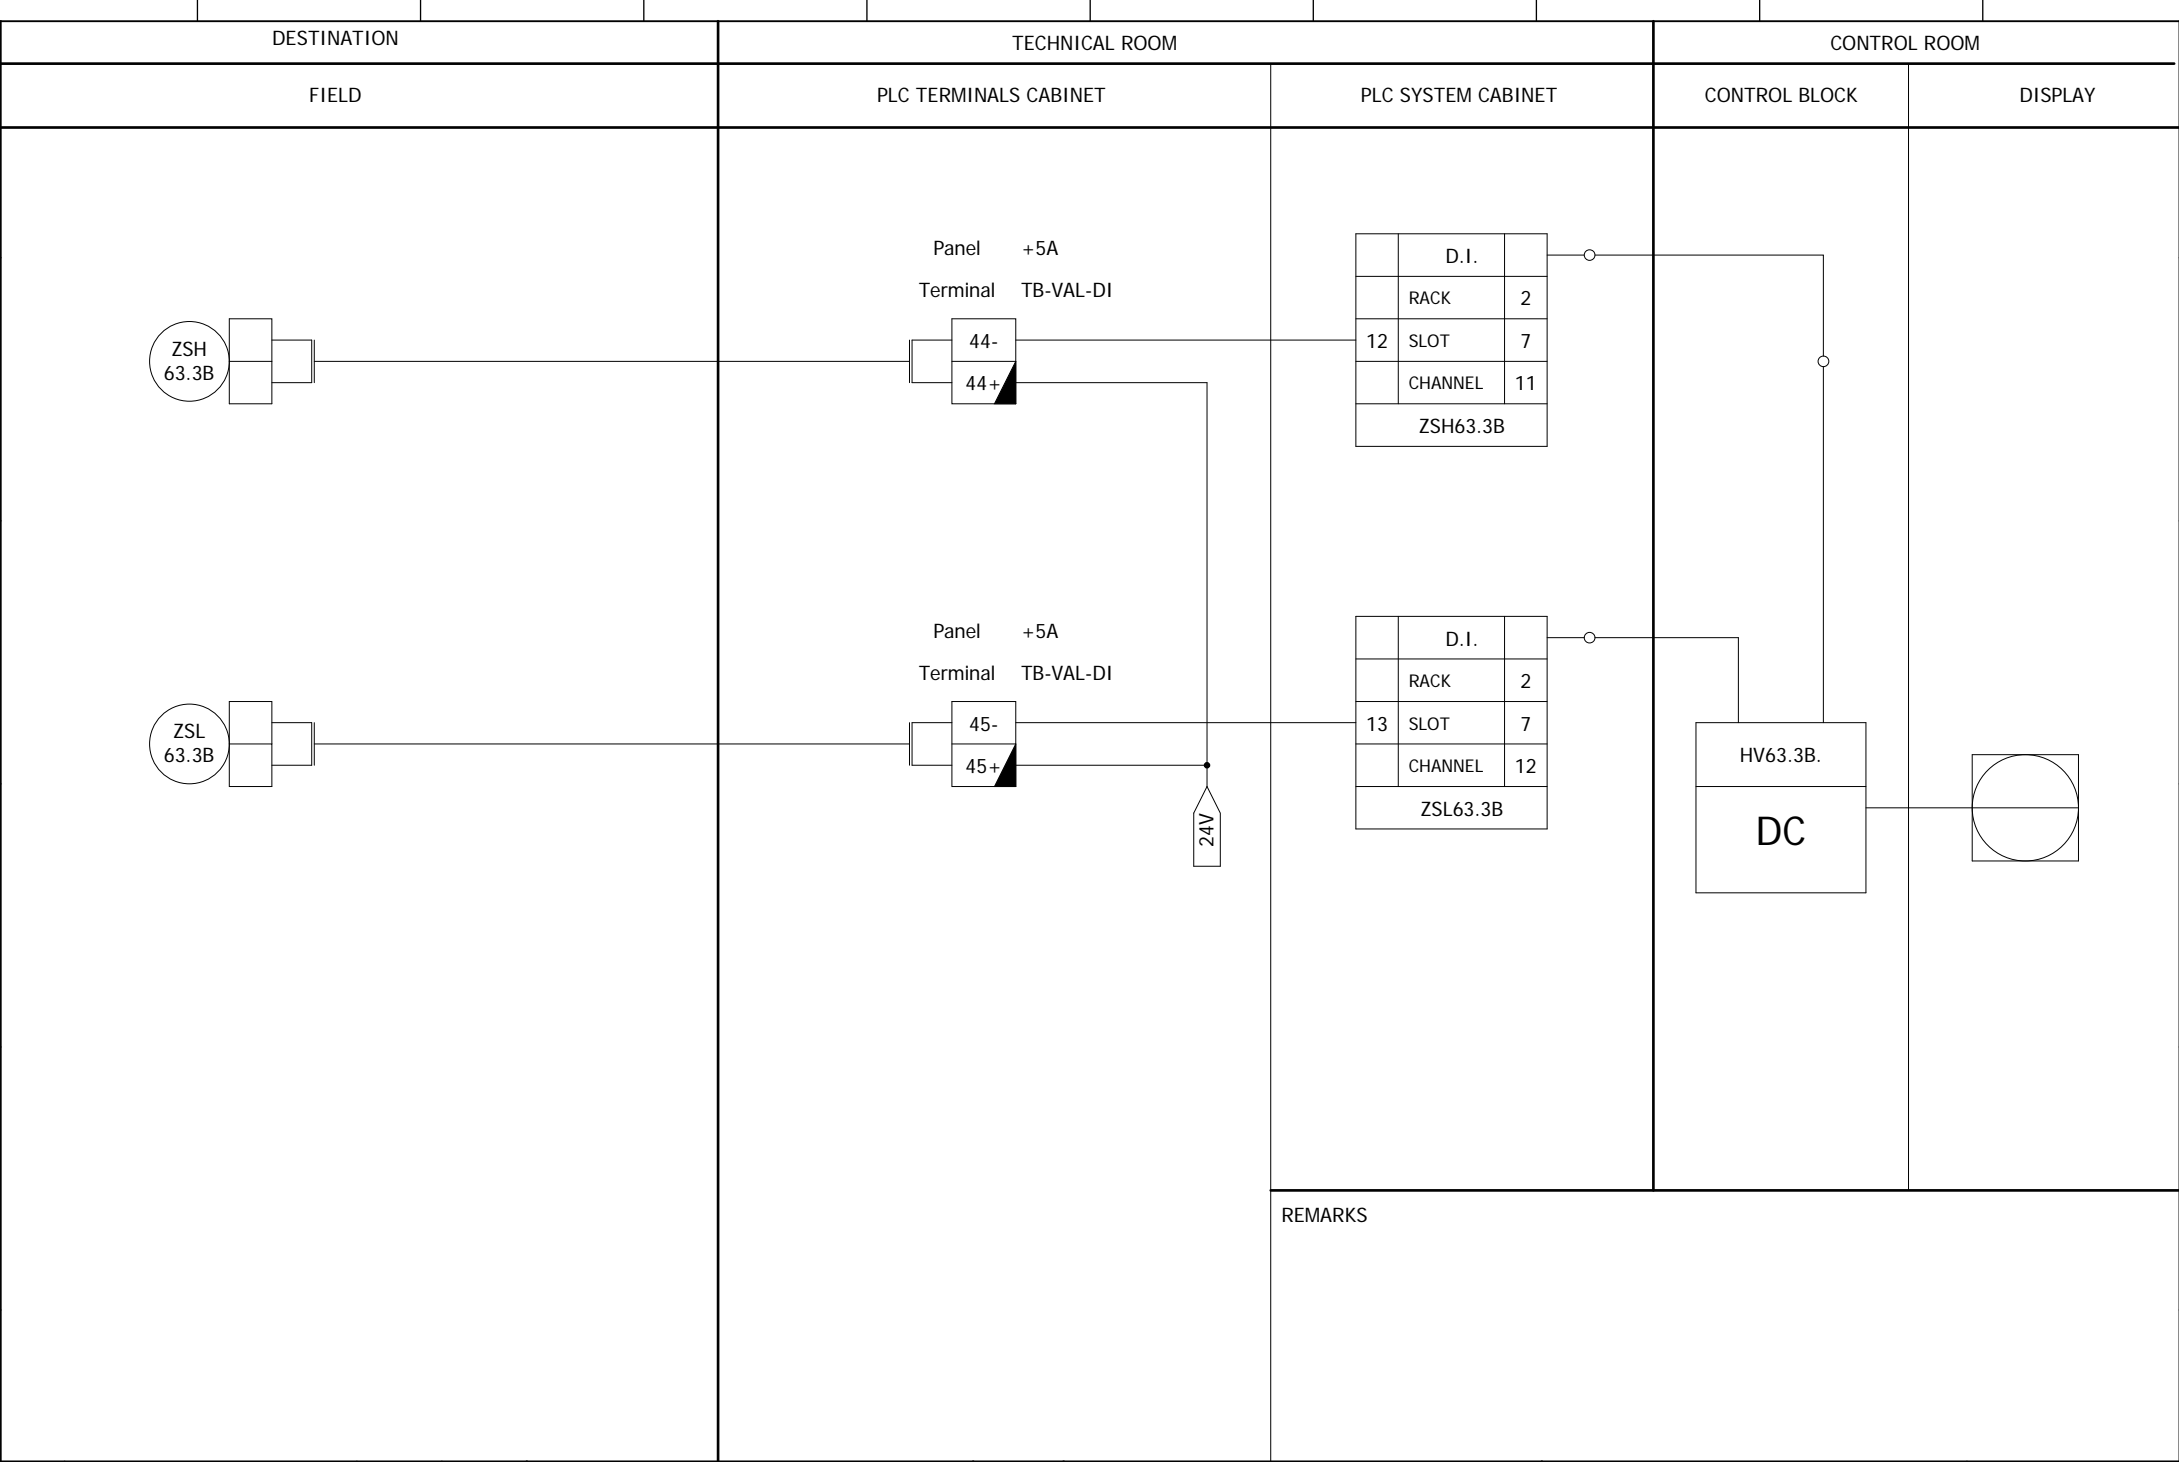 DESTINATION
TECHNICAL ROOM
CONTROL ROOM
FIELD
PLC TERMINALS CABINET
PLC SYSTEM CABINET
CONTROL BLOCK
DISPLAY
Panel +5A
Terminal TB-VAL-DI
ZSH
63.3B
44-
44+
D.I.
RACK 2
12 SLOT 7
CHANNEL 11
ZSH63.3B
Panel +5A
Terminal TB-VAL-DI
ZSL
63.3B
45-
45+
24V
D.I.
RACK 2
13 SLOT 7
CHANNEL 12
ZSL63.3B
HV63.3B.
DC
REMARKS